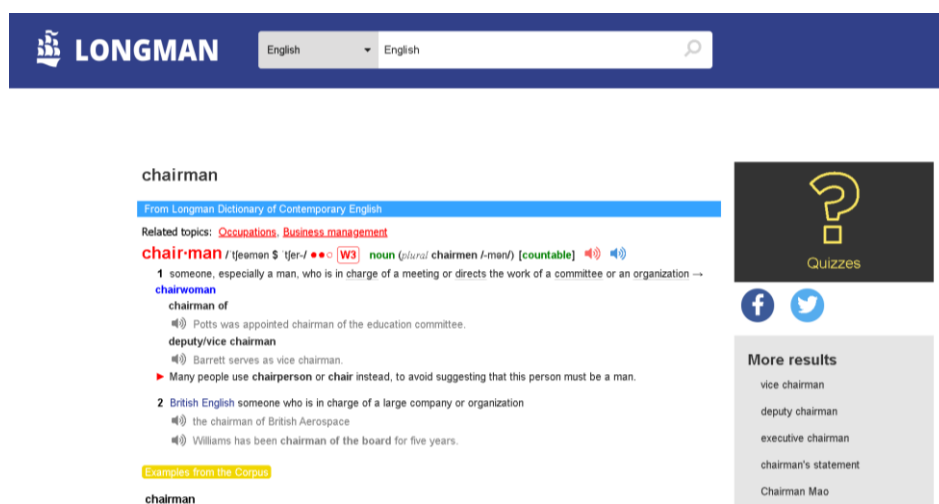 LONGMAN
English English
chairman
From Longman Dictionary of Contemporary English
Related topics: Occupations, Business management
chair·man /ˈtʃeəmən $ ˈtʃer-/ ●●○ W3 noun (plural chairmen /-mən/) [countable]
1 someone, especially a man, who is in charge of a meeting or directs the work of a committee or an organization →
chairwoman
chairman of
Potts was appointed chairman of the education committee.
deputy/vice chairman
Barrett serves as vice chairman.
► Many people use chairperson or chair instead, to avoid suggesting that this person must be a man.
2 British English someone who is in charge of a large company or organization
the chairman of British Aerospace
Williams has been chairman of the board for five years.
Examples from the Corpus
chairman
?
Quizzes
f
More results
vice chairman
deputy chairman
executive chairman
chairman's statement
Chairman Mao